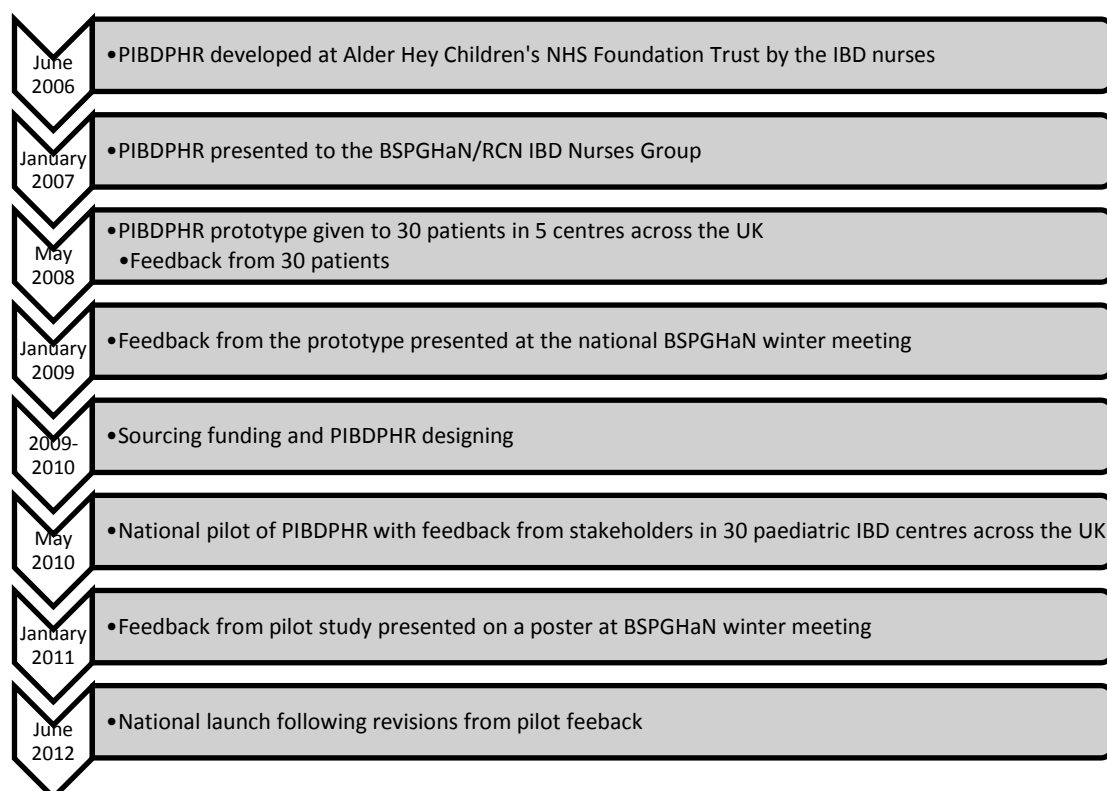 June
2006
•PIBDPHR developed at Alder Hey Children's NHS Foundation Trust by the IBD nurses
January
2007
•PIBDPHR presented to the BSPGHaN/RCN IBD Nurses Group
May
2008
•PIBDPHR prototype given to 30 patients in 5 centres across the UK
•Feedback from 30 patients
January
2009
•Feedback from the prototype presented at the national BSPGHaN winter meeting
2009-
2010
•Sourcing funding and PIBDPHR designing
May
2010
•National pilot of PIBDPHR with feedback from stakeholders in 30 paediatric IBD centres across the UK
January
2011
•Feedback from pilot study presented on a poster at BSPGHaN winter meeting
June
2012
•National launch following revisions from pilot feeback